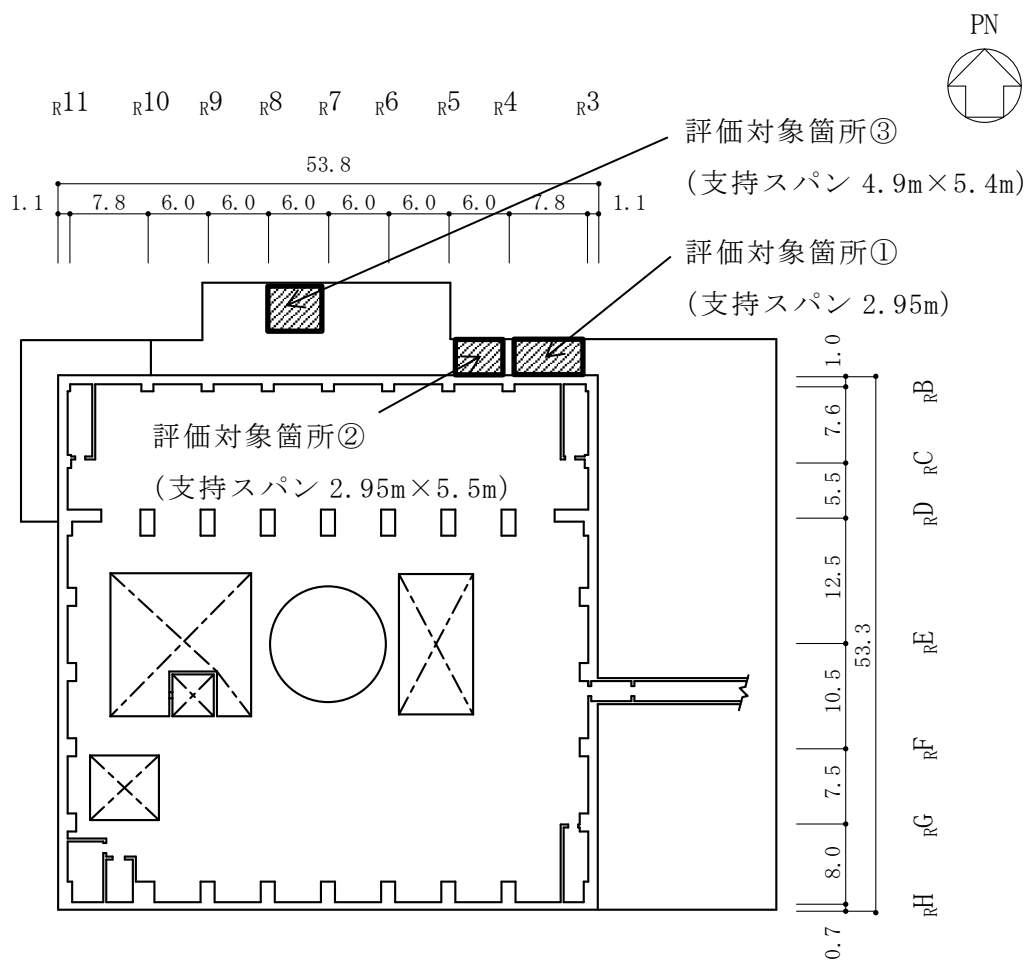 PN
R11 R10 R9 R8 R7 R6 R5 R4 R3
評価対象箇所③
(支持スパン 4.9m×5.4m)
53.8
1.1 7.8 6.0 6.0 6.0 6.0 6.0 6.0 7.8 1.1
評価対象箇所①
(支持スパン 2.95m)
評価対象箇所②
(支持スパン 2.95m×5.5m)
1.0
RB
7.6
RC
5.5
RD
12.5
RE
53.3
10.5
RF
7.5
RG
8.0
RH
0.7